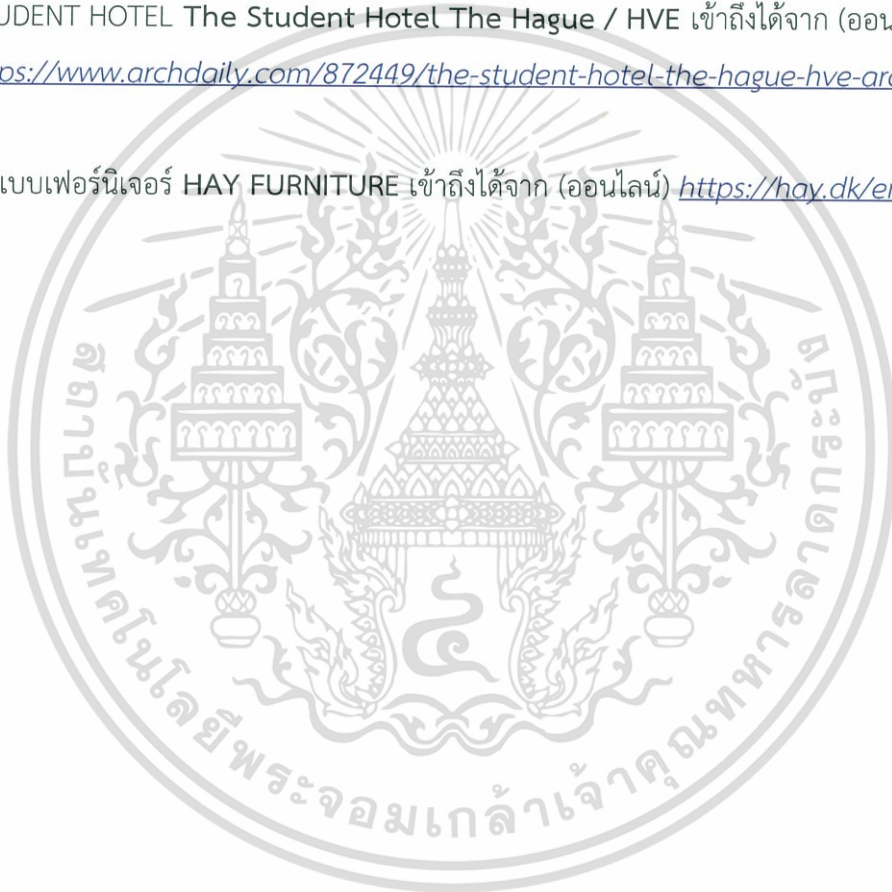 UDENT HOTEL The Student Hotel The Hague / HVE เข้าถึงได้จาก (ออน
ps://www.archdaily.com/872449/the-student-hotel-the-hague-hve-arc
แบบเฟอร์นิเจอร์ HAY FURNITURE เข้าถึงได้จาก (ออนไลน์) https://hay.dk/en
สถาบันเทคโนโลยีพระจอมเกล้าเจ้าคุณทหารลาดกระบัง
๔